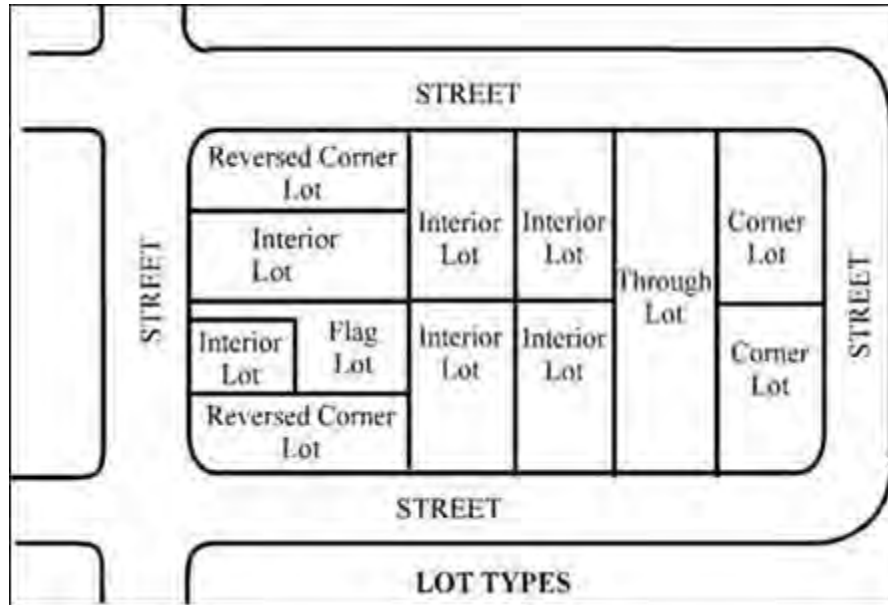 STREET
Reversed Corner
Lot
Interior
Lot
Interior
Lot
Interior
Lot
Corner
Lot
STREET
Through
Lot
STREET
Interior
Lot
Flag
Lot
Interior
Lot
Interior
Lot
Corner
Lot
Reversed Corner
Lot
STREET
LOT TYPES